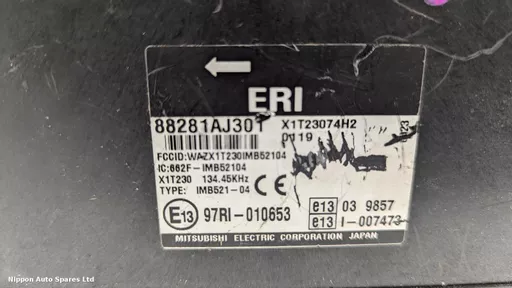 ERI
88281AJ301 X1T23074H2
0119
FCCID:WAZX1T230IMB52104
IC:662F-IMB52104
X1T230 134.45KHz
TYPE: IMB521-04 CE
E13 97RI-010653
e13 03 9857
e13 I-007473
MITSUBISHI ELECTRIC CORPORATION JAPAN
Nippon Auto Spares Ltd